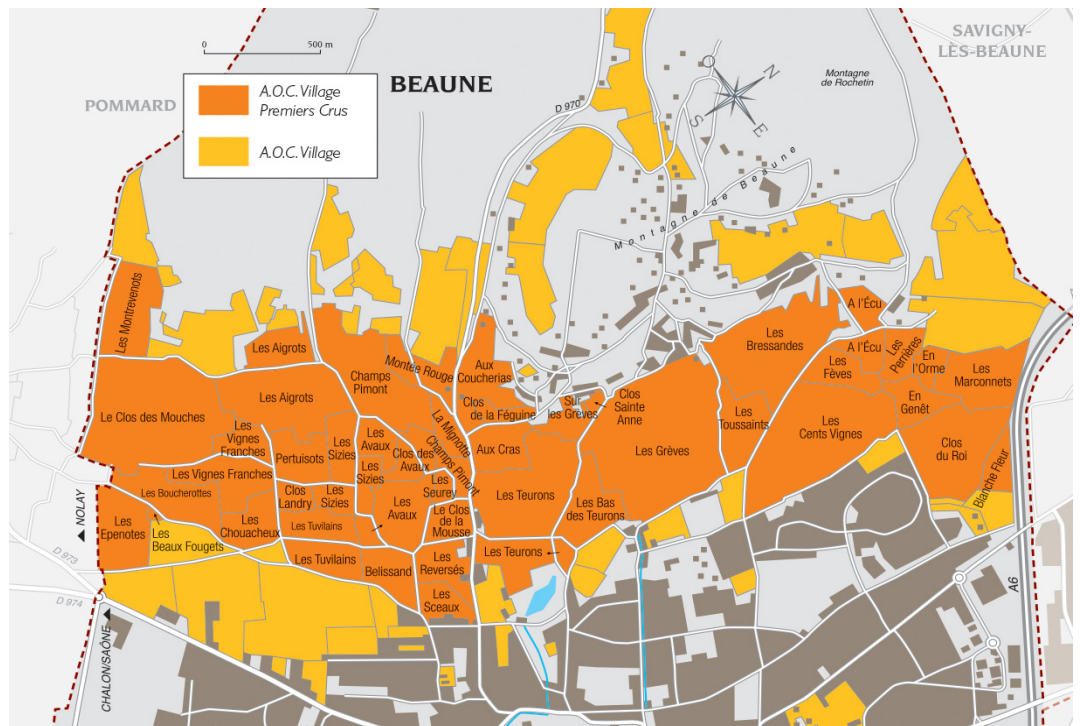 SAVIGNY-
LÈS-BEAUNE
0
500 m
BEAUNE
A.O.C. Village
Premiers Crus
A.O.C. Village
POMMARD
D 970
Montagne
de Rochetin
O
N
S
E
Montagne de Beaune
Les Montrevenots
Les Aigrots
Montée Rouge
Aux
Coucherias
Les
Bressandes
A l'Écu
A l'Écu
Les
Perrières
En
l'Orme
Les
Marconnets
Les
Fèves
Champs
Pimont
Clos
de la Féguine
Sur
les Grèves
Clos
Sainte
Anne
Le Clos des Mouches
Les Aigrots
Les
Vignes
Franches
Pertuisots
Les
Sizies
Les
Avaux
Clos des
Avaux
La Mignotte
Champs Pimont
Aux Cras
Les Grèves
Les
Toussaints
Les
Cents Vignes
En
Genêt
Clos
du Roi
Blanche Fleur
Les Vignes Franches
Les
Sizies
Les
Seurey
Les Teurons
Les Boucherottes
Clos
Landry
Les
Sizies
Les
Avaux
Le Clos
de la
Mousse
Les Bas
des Teurons
Les
Epenotes
Les
Beaux Fougets
Les
Chouacheux
Les Tuvilains
Les Tuvilains
Belissand
Les
Reversés
Les Teurons
Les
Sceaux
NOLAY
D 973
D 974
CHALON/SAÔNE
A6